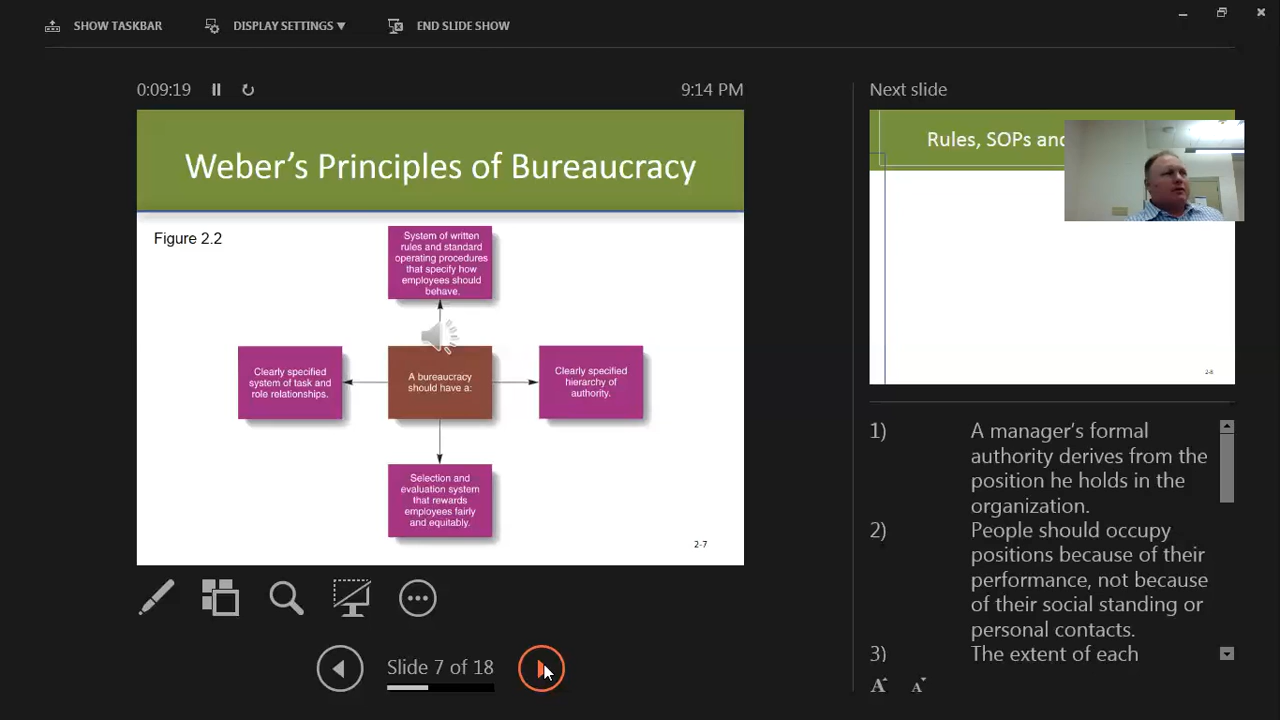 SHOW TASKBAR
DISPLAY SETTINGS ▼
END SLIDE SHOW
0:09:19
9:14 PM
Next slide
Weber's Principles of Bureaucracy
Figure 2.2
System of written
rules and standard
operating procedures
that specify how
employees should
behave.
Clearly specified
system of task and
role relationships.
A bureaucracy
should have a:
Clearly specified
hierarchy of
authority.
Selection and
evaluation system
that rewards
employees fairly
and equitably.
2-7
Slide 7 of 18
Rules, SOPs and
2-8
1) A manager's formal
authority derives from the
position he holds in the
organization.
2) People should occupy
positions because of their
performance, not because
of their social standing or
personal contacts.
3) The extent of each
A A